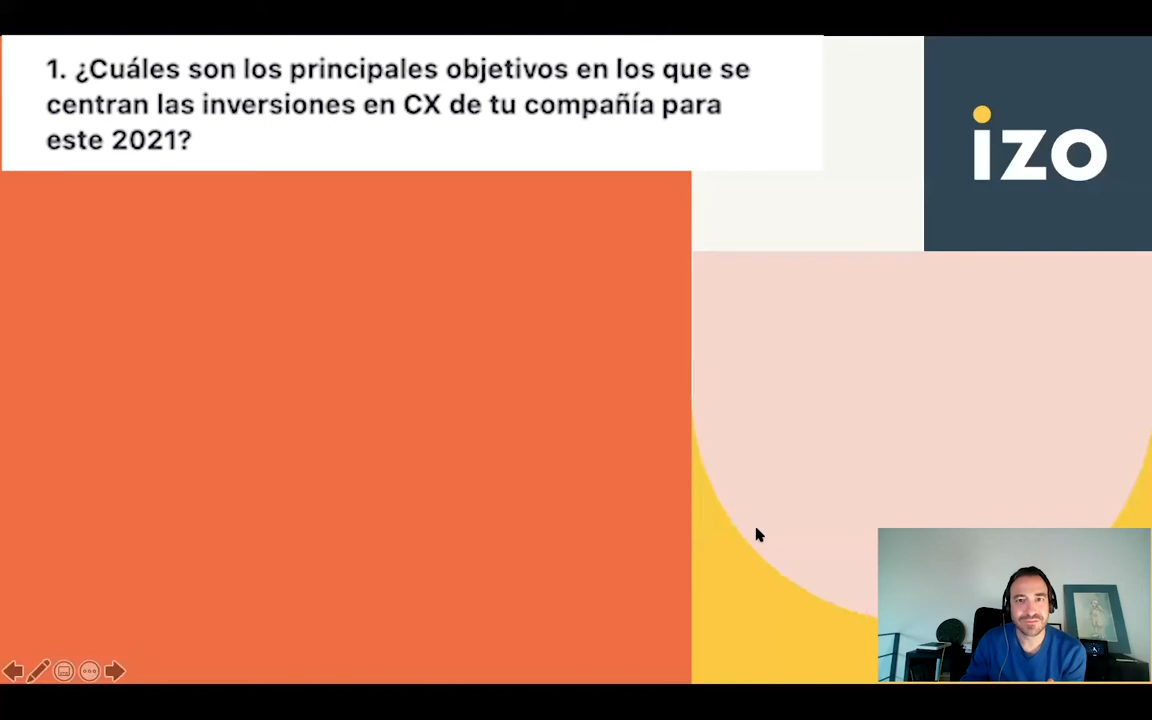 1. ¿Cuáles son los principales objetivos en los que se
centran las inversiones en CX de tu compañía para
este 2021?
izo